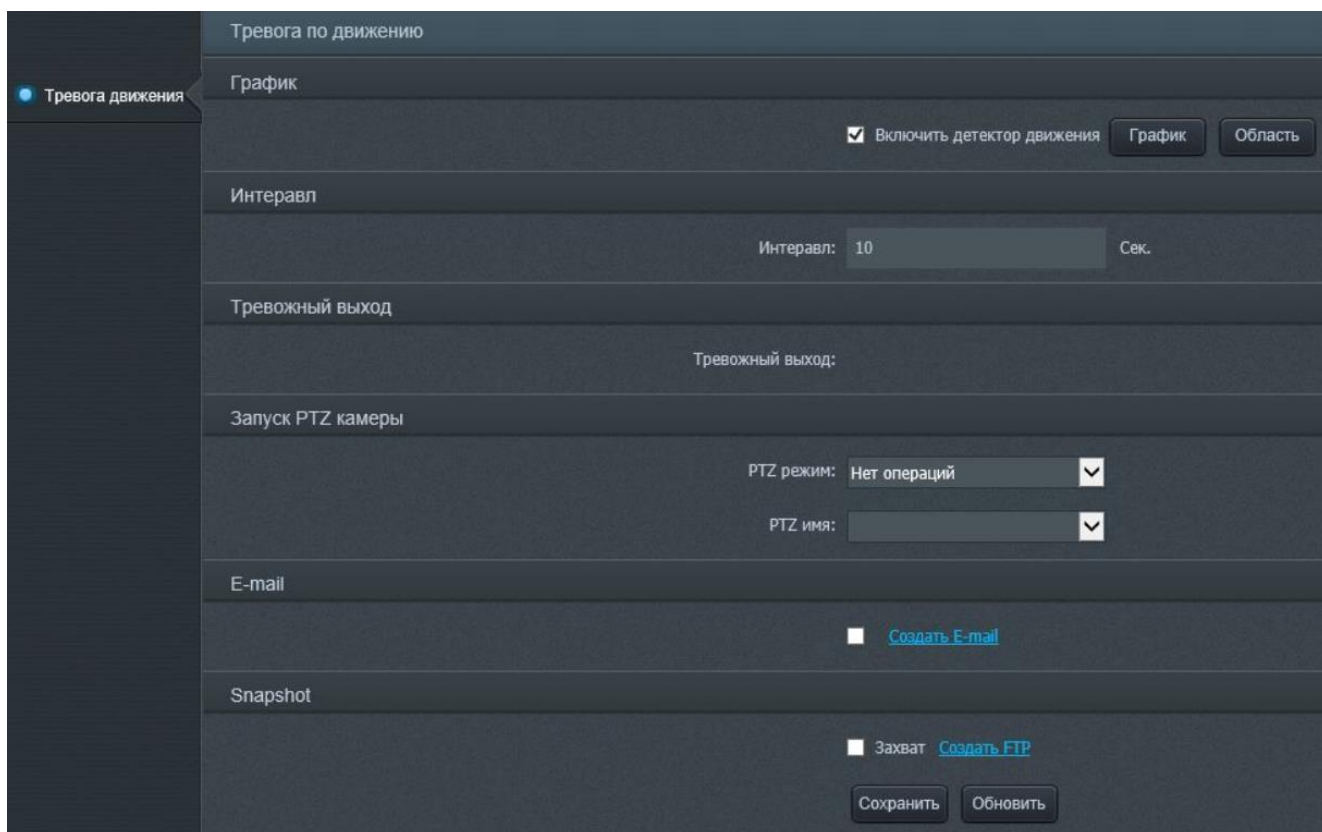 Тревога по движению
Тревога движения
График
Включить детектор движения График Область
Интеравл
Интеравл: 10 Сек.
Тревожный выход
Тревожный выход:
Запуск PTZ камеры
PTZ режим: Нет операций
PTZ имя:
E-mail
Создать E-mail
Snapshot
Захват Создать FTP
Сохранить Обновить